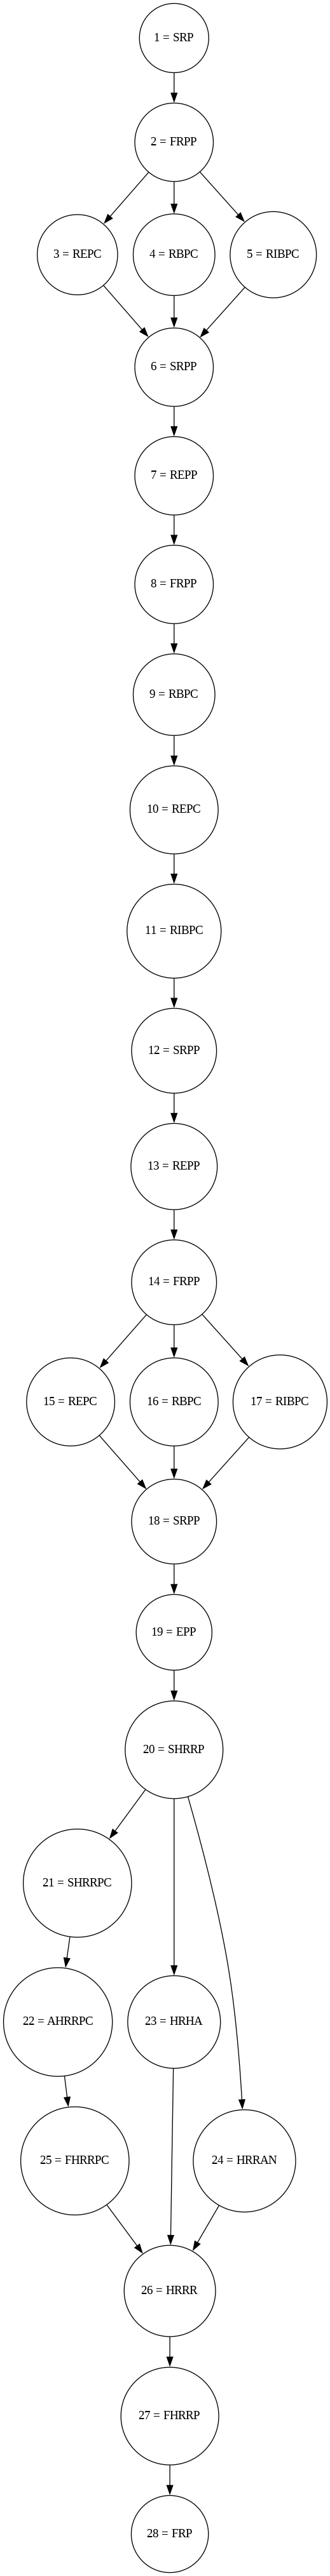 1 = SRP
2 = FRPP
3 = REPC
4 = RBPC
5 = RIBPC
6 = SRPP
7 = REPP
8 = FRPP
9 = RBPC
10 = REPC
11 = RIBPC
12 = SRPP
13 = REPP
14 = FRPP
15 = REPC
16 = RBPC
17 = RIBPC
18 = SRPP
19 = EPP
20 = SHRRP
21 = SHRRPC
22 = AHRRPC
23 = HRHA
25 = FHRRPC
24 = HRRAN
26 = HRRR
27 = FHRRP
28 = FRP